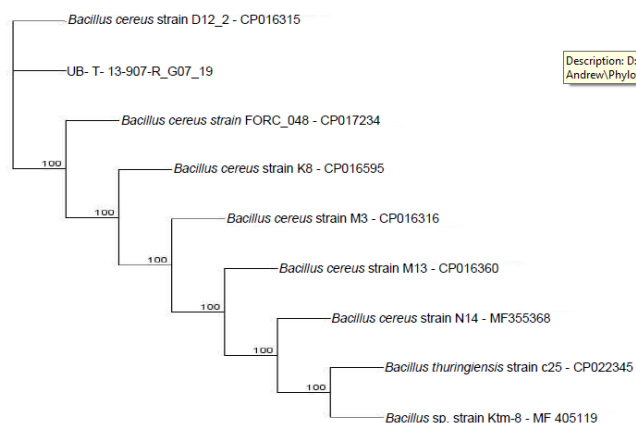 Bacillus cereus strain D12_2 - CP016315
UB- T- 13-907-R_G07_19
Description: D:
Andrew\Phylo
Bacillus cereus strain FORC_048 - CP017234
100
Bacillus cereus strain K8 - CP016595
100
Bacillus cereus strain M3 - CP016316
100
Bacillus cereus strain M13 - CP016360
100
Bacillus cereus strain N14 - MF355368
100
Bacillus thuringiensis strain c25 - CP022345
100
Bacillus sp. strain Ktm-8 - MF 405119